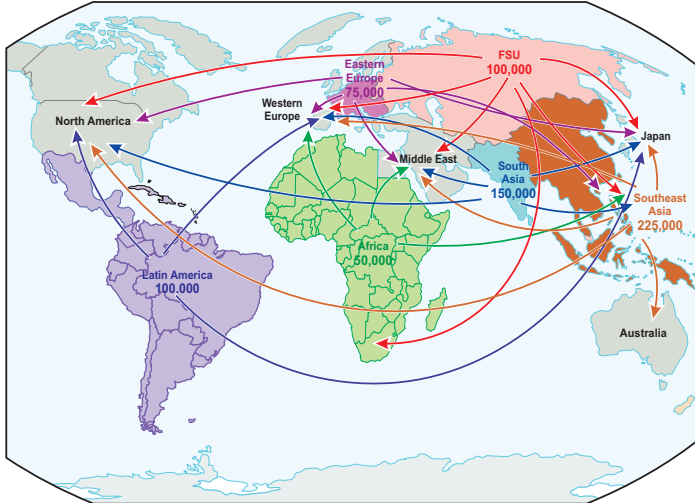 FSU
100,000
Eastern
Europe
75,000
Western
Europe
North America
Japan
Middle East
South
Asia
150,000
Southeast
Asia
225,000
Africa
50,000
Latin America
100.000
Australia